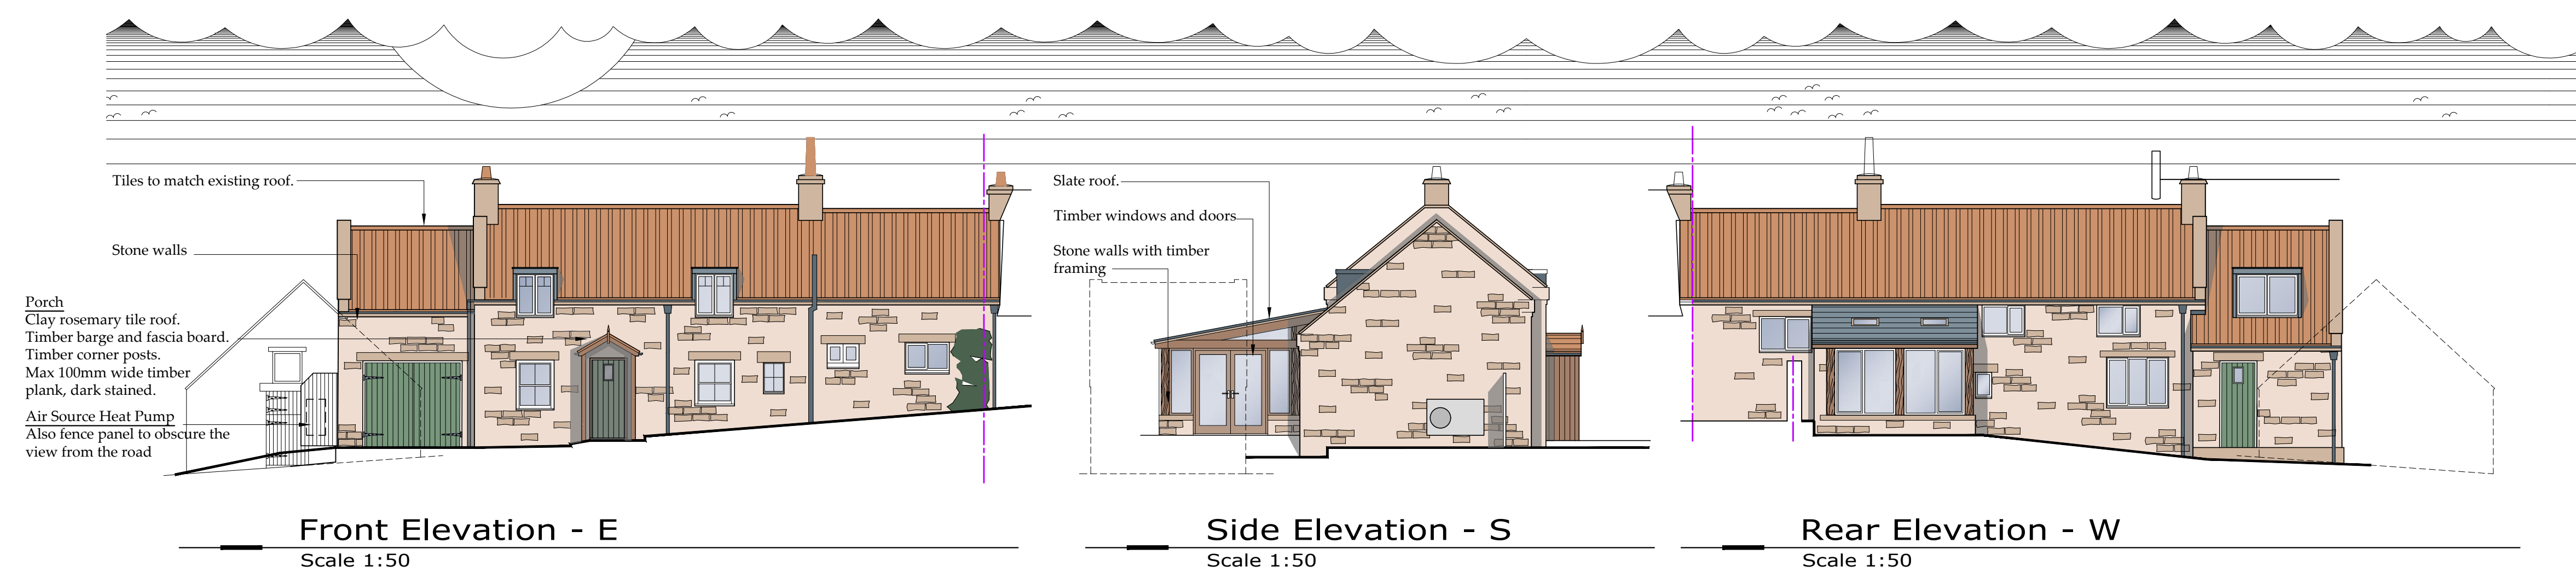 Tiles to match existing roof.
Stone walls
Porch
Clay rosemary tile roof.
Timber barge and fascia board.
Timber corner posts.
Max 100mm wide timber
plank, dark stained.
Air Source Heat Pump
Also fence panel to obscure the
view from the road
Front Elevation - E
Scale 1:50
Slate roof.
Timber windows and doors
Stone walls with timber
framing
Side Elevation - S
Scale 1:50
Rear Elevation - W
Scale 1:50